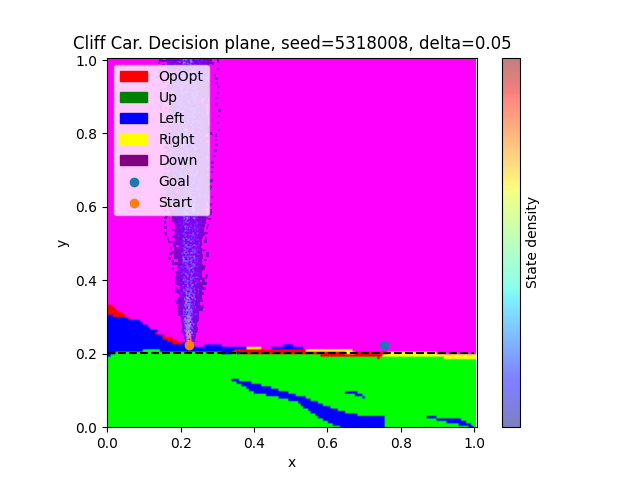 Cliff Car. Decision plane, seed=5318008, delta=0.05
1.0
0.8
0.6
0.4
0.2
0.0
y
OpOpt
Up
Left
Right
Down
Goal
Start
0.0 0.2 0.4 0.6 0.8 1.0
x
State density